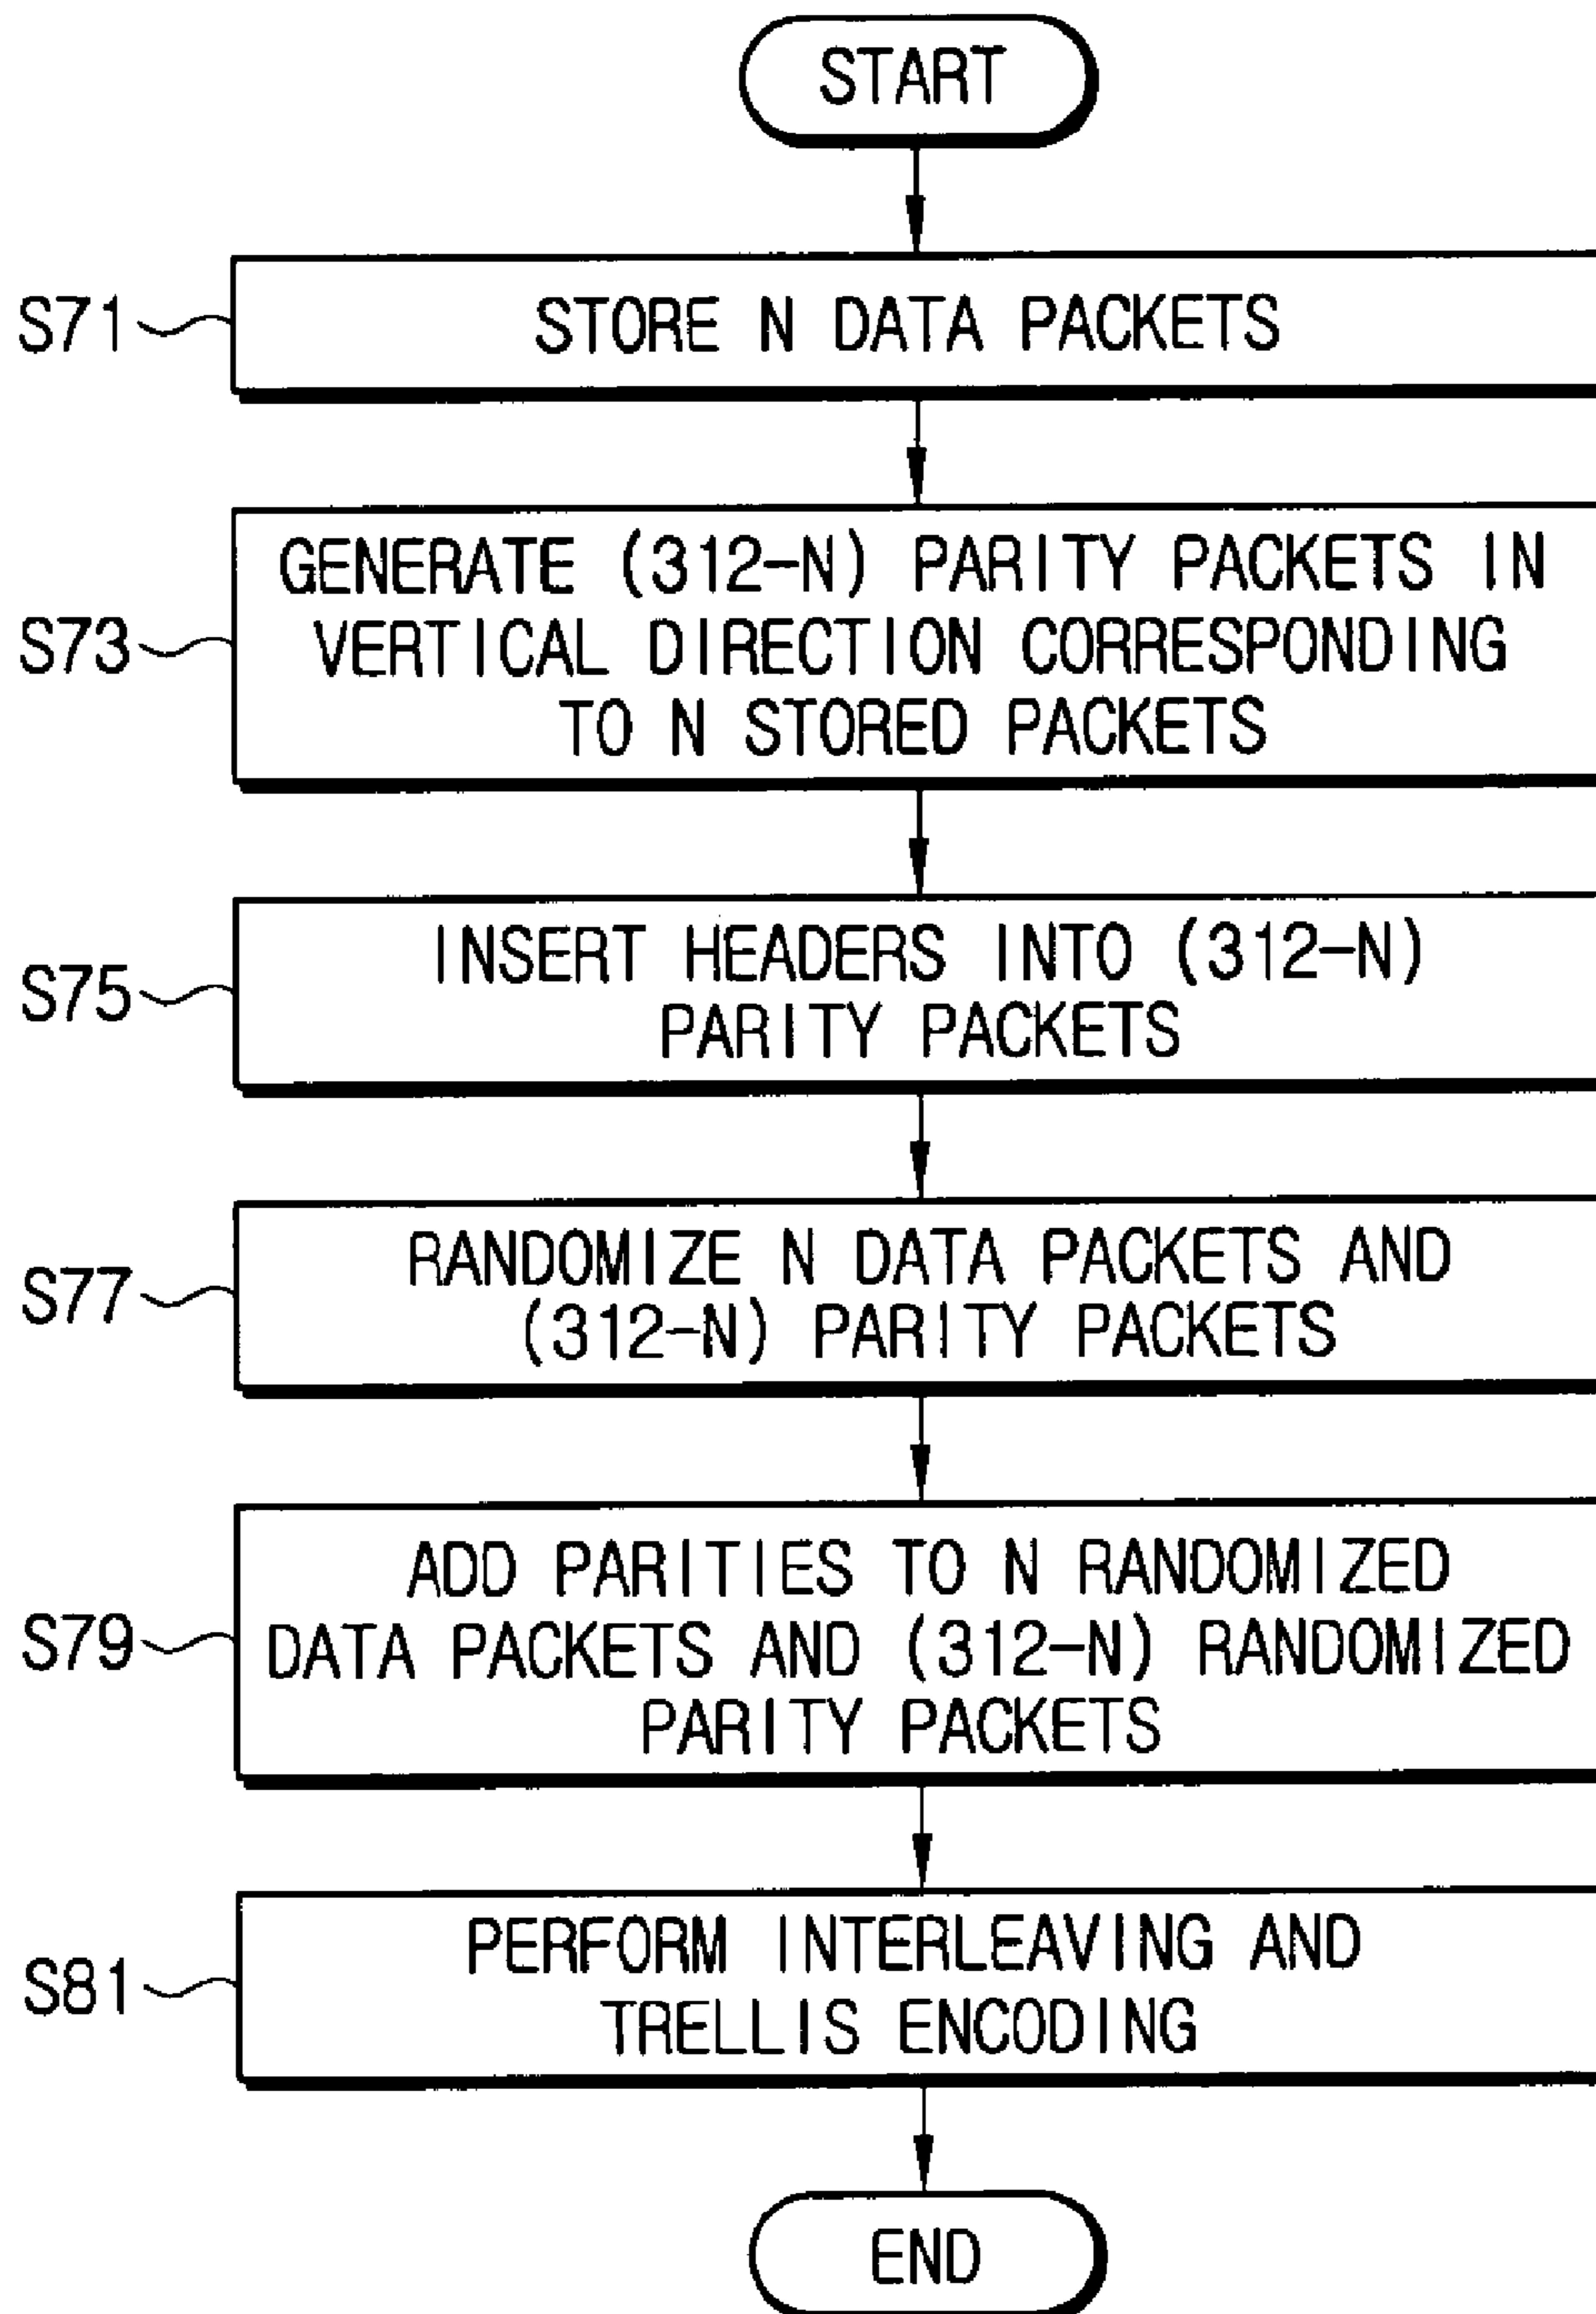 START
S71
STORE N DATA PACKETS
S73
GENERATE (312-N) PARITY PACKETS IN
VERTICAL DIRECTION CORRESPONDING
TO N STORED PACKETS
S75
INSERT HEADERS INTO (312-N)
PARITY PACKETS
S77
RANDOMIZE N DATA PACKETS AND
(312-N) PARITY PACKETS
S79
ADD PARITIES TO N RANDOMIZED
DATA PACKETS AND (312-N) RANDOMIZED
PARITY PACKETS
S81
PERFORM INTERLEAVING AND
TRELLIS ENCODING
END